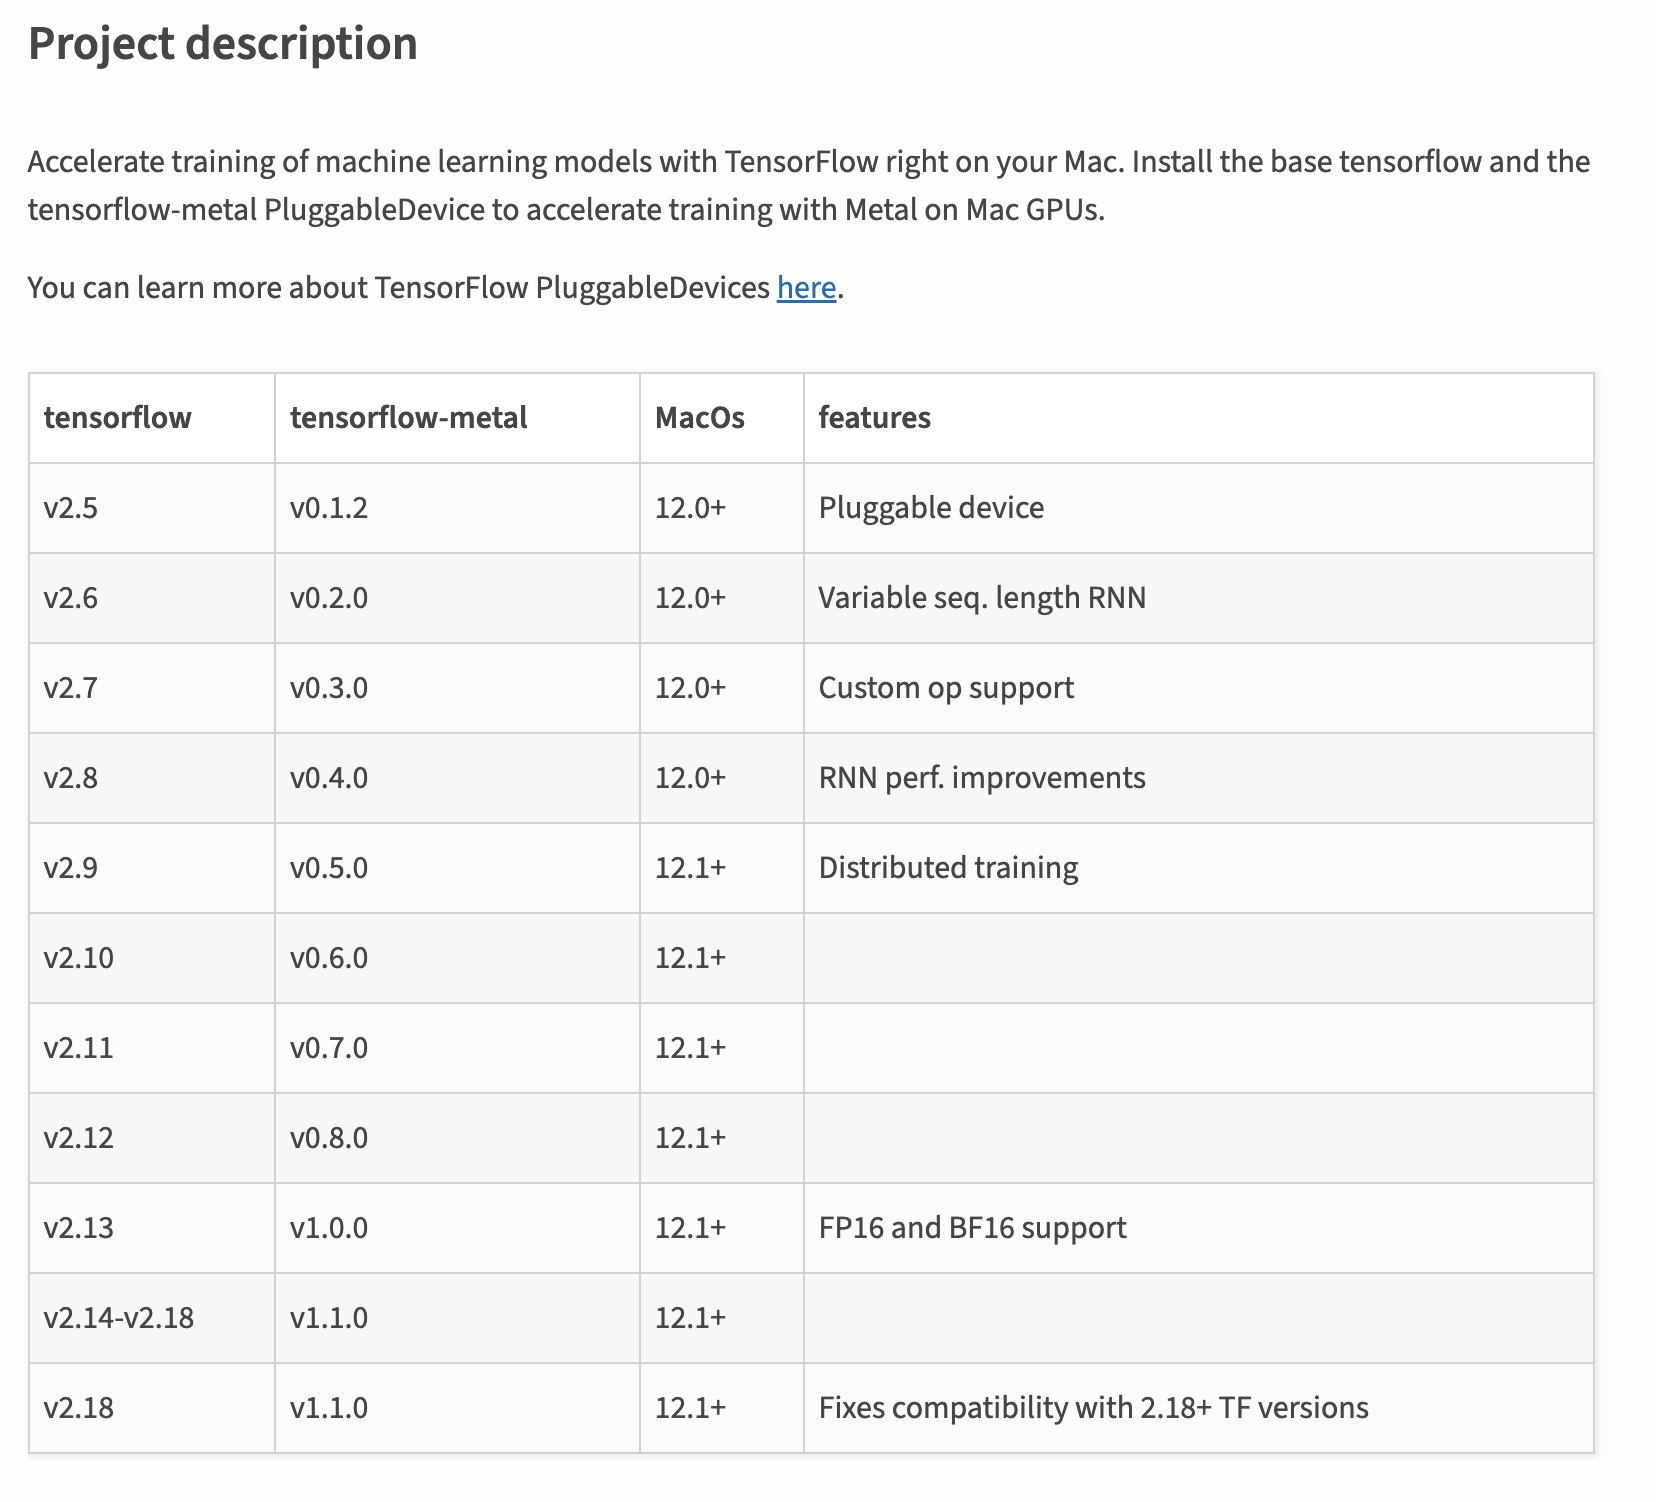 Project description
Accelerate training of machine learning models with TensorFlow right on your Mac. Install the base tensorflow and the
tensorflow-metal PluggableDevice to accelerate training with Metal on Mac GPUs.
You can learn more about TensorFlow PluggableDevices here.
tensorflow tensorflow-metal MacOs features
v2.5 v0.1.2 12.0+ Pluggable device
v2.6 v0.2.0 12.0+ Variable seq. length RNN
v2.7 v0.3.0 12.0+ Custom op support
v2.8 v0.4.0 12.0+ RNN perf. improvements
v2.9 v0.5.0 12.1+ Distributed training
v2.10 v0.6.0 12.1+
v2.11 v0.7.0 12.1+
v2.12 v0.8.0 12.1+
v2.13 v1.0.0 12.1+ FP16 and BF16 support
v2.14-v2.18 v1.1.0 12.1+
v2.18 v1.1.0 12.1+ Fixes compatibility with 2.18+ TF versions